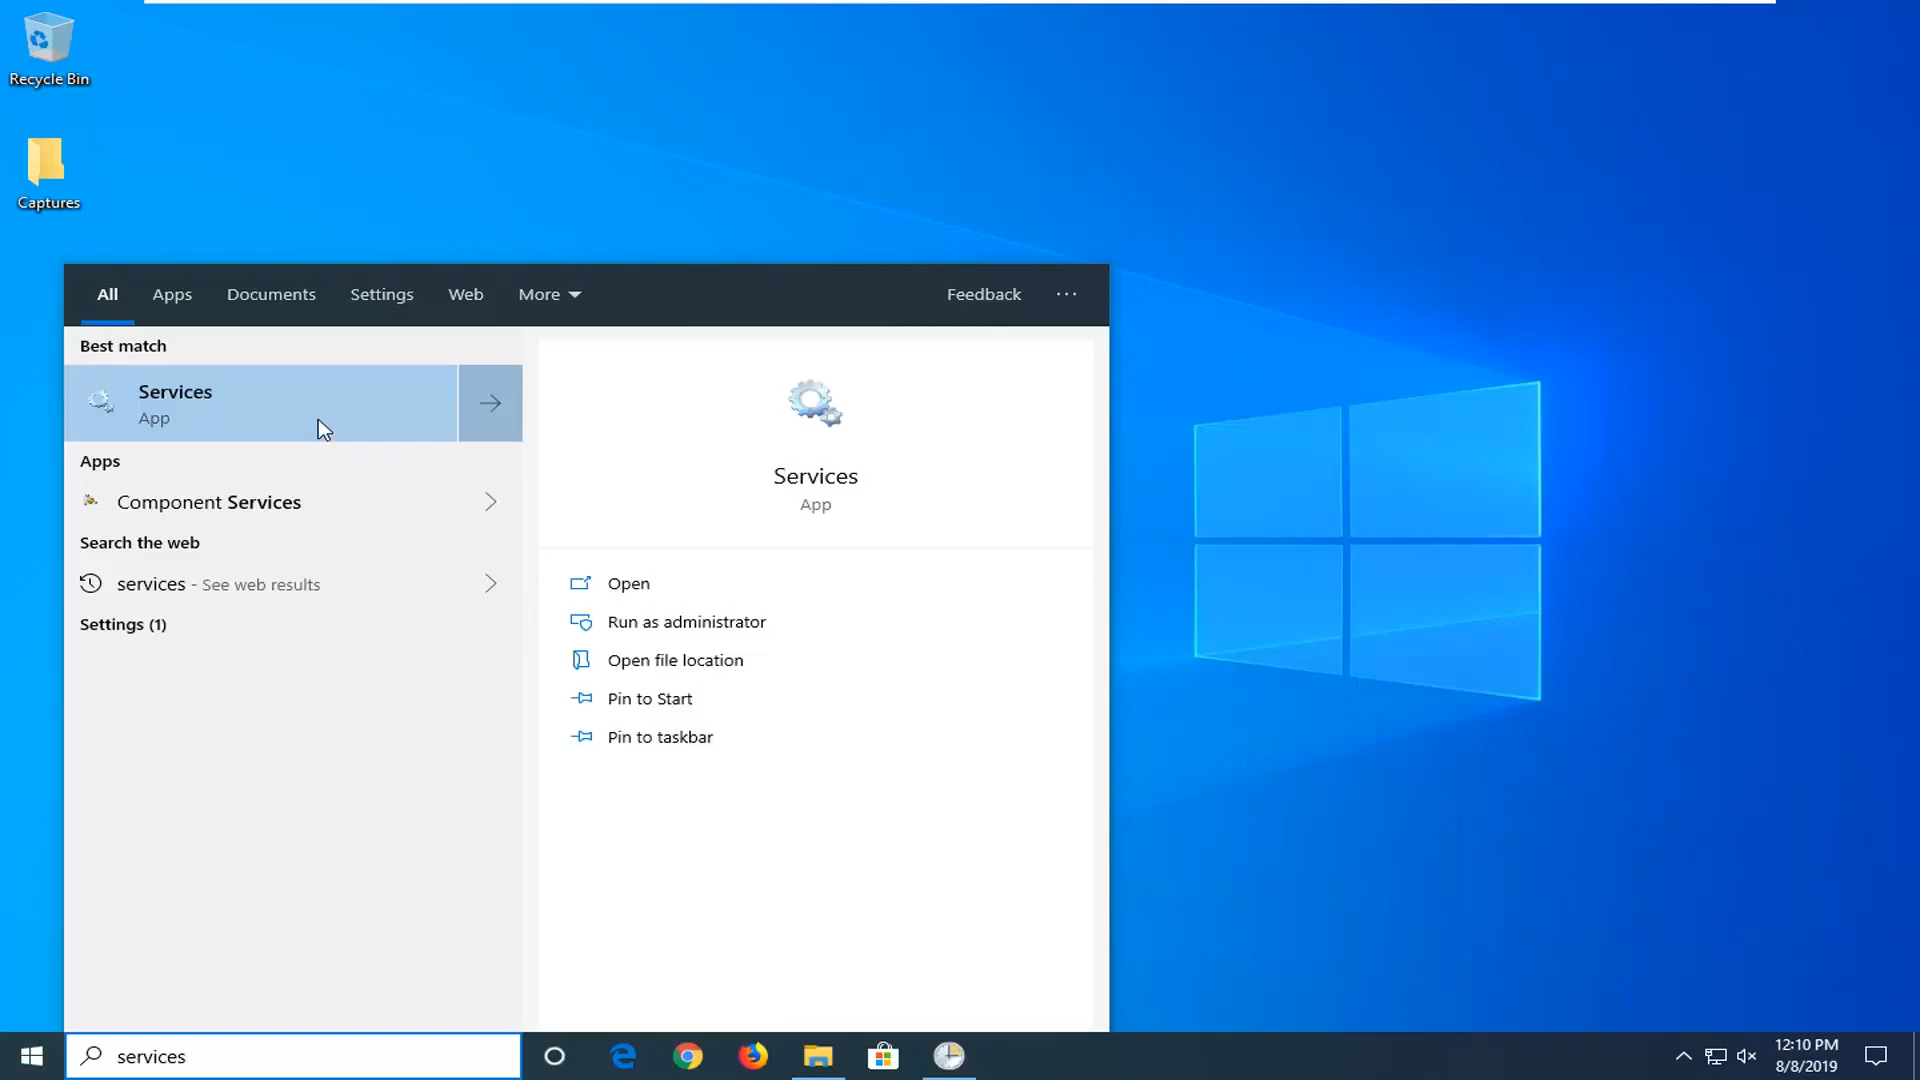 Recycle Bin
Captures
All Apps Documents Settings Web More Feedback ...
Best match
Services
App
Apps
Component Services
Search the web
services - See web results
Settings (1)
Services
App
Open
Run as administrator
Open file location
Pin to Start
Pin to taskbar
services
12:10 PM
8/8/2019